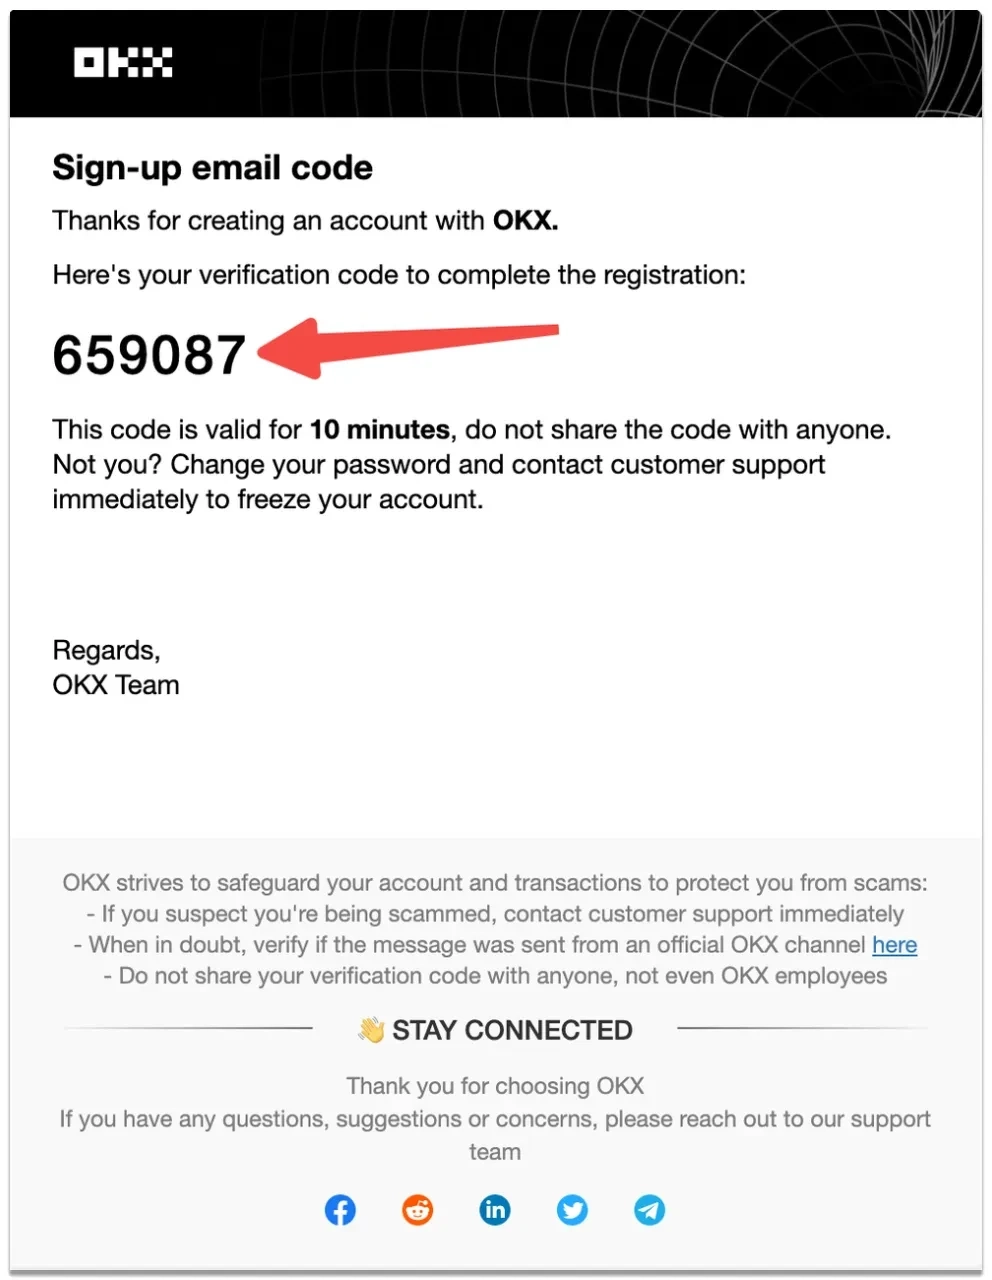 OKX
Sign-up email code
Thanks for creating an account with OKX.
Here's your verification code to complete the registration:
659087
This code is valid for 10 minutes, do not share the code with anyone.
Not you? Change your password and contact customer support
immediately to freeze your account.
Regards,
OKX Team
OKX strives to safeguard your account and transactions to protect you from scams:
- If you suspect you're being scammed, contact customer support immediately
- When in doubt, verify if the message was sent from an official OKX channel here
- Do not share your verification code with anyone, not even OKX employees
👋 STAY CONNECTED
Thank you for choosing OKX
If you have any questions, suggestions or concerns, please reach out to our support
team